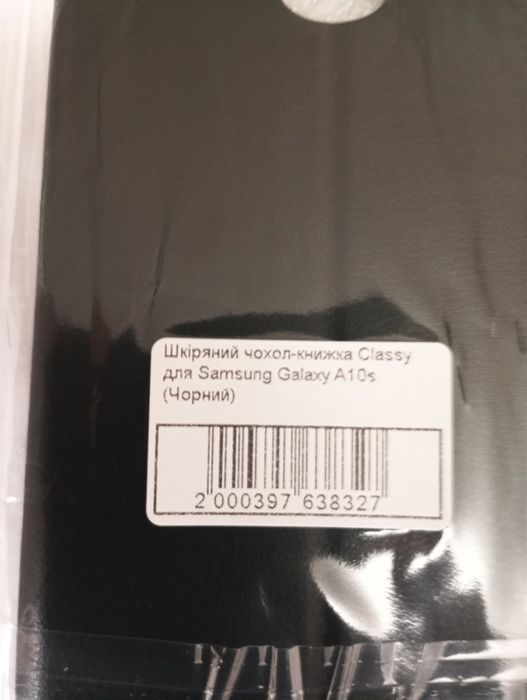 Шкіряний чохол-книжка Classy
для Samsung Galaxy A10s
(Чорний)
2 000397 638327